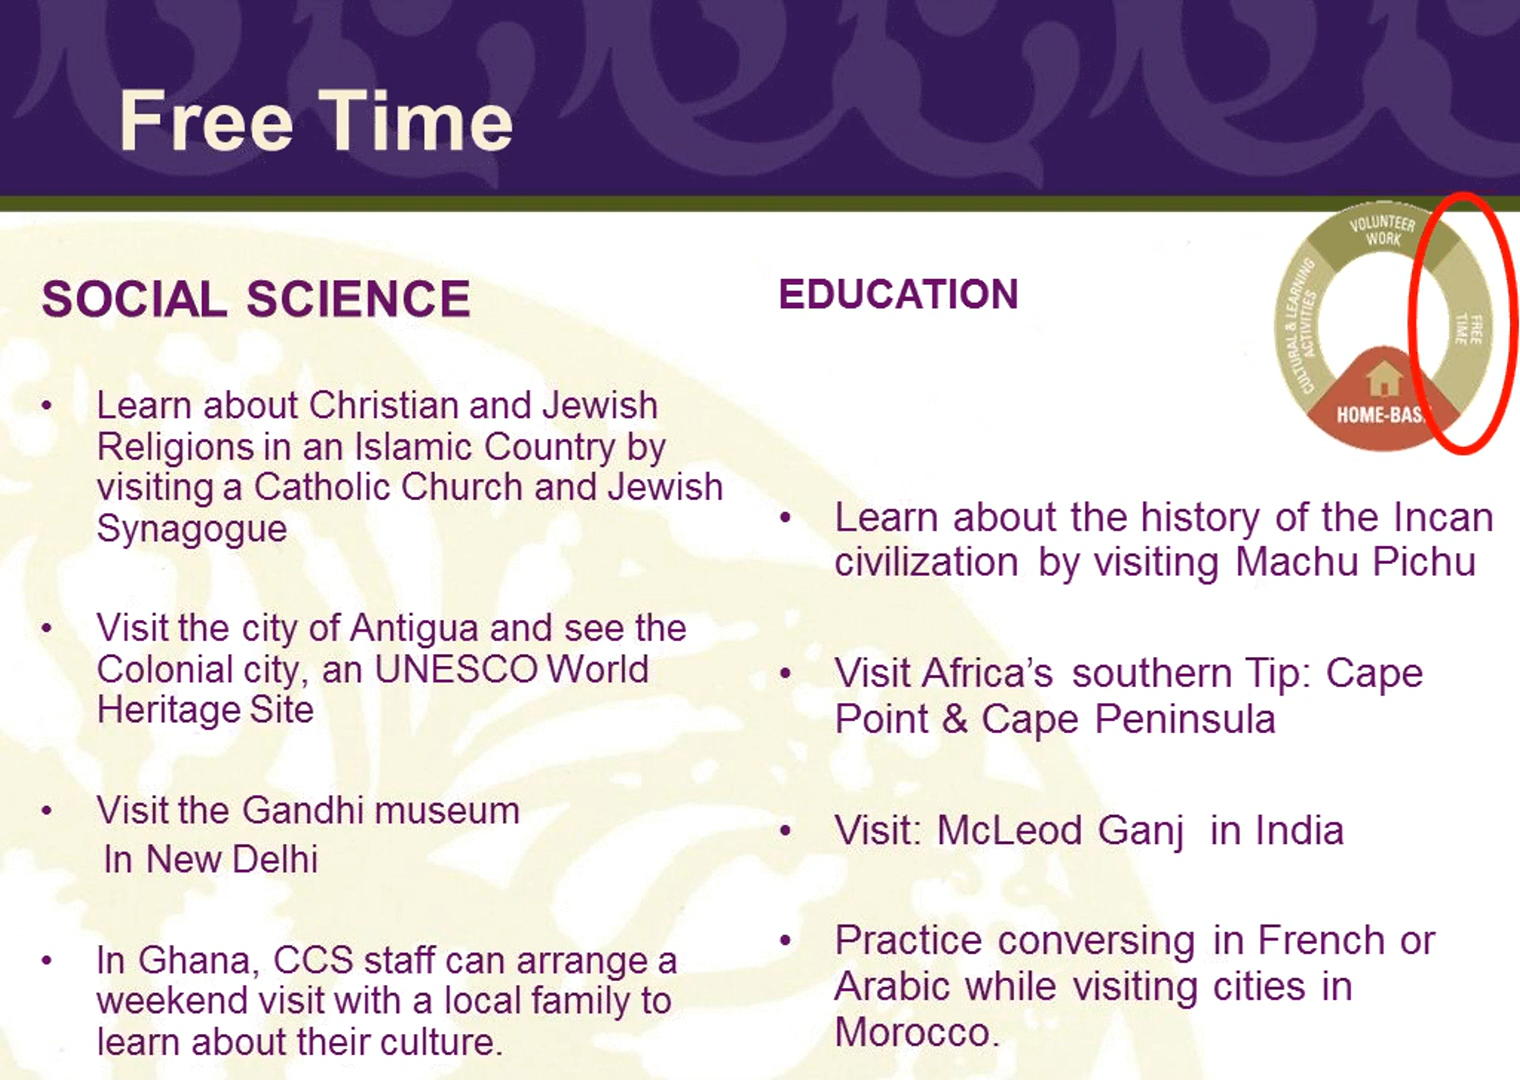 Free Time
SOCIAL SCIENCE
• Learn about Christian and Jewish
Religions in an Islamic Country by
visiting a Catholic Church and Jewish
Synagogue
• Visit the city of Antigua and see the
Colonial city, an UNESCO World
Heritage Site
• Visit the Gandhi museum
In New Delhi
• In Ghana, CCS staff can arrange a
weekend visit with a local family to
learn about their culture.
EDUCATION
• Learn about the history of the Incan
civilization by visiting Machu Pichu
• Visit Africa’s southern Tip: Cape
Point & Cape Peninsula
• Visit: McLeod Ganj in India
• Practice conversing in French or
Arabic while visiting cities in
Morocco.
VOLUNTEER
WORK
CULTURAL & LEARNING
ACTIVITIES
FREE
TIME
HOME-BASE